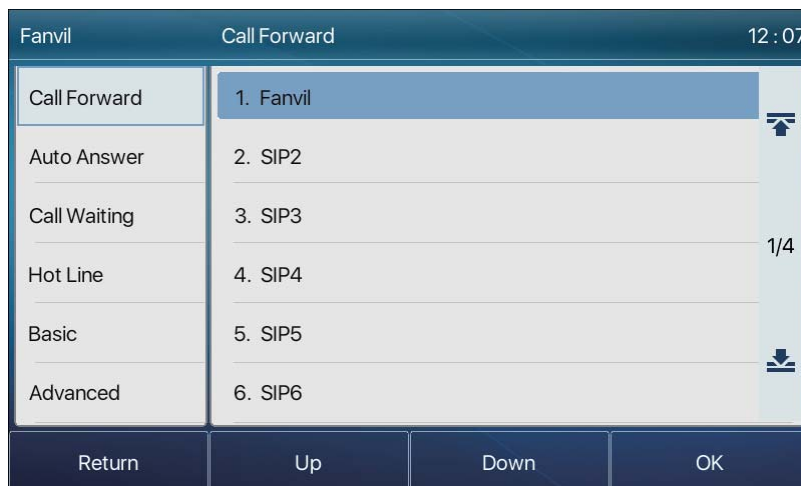 Fanvil Call Forward 12:07
Call Forward
Auto Answer
Call Waiting
Hot Line
Basic
Advanced
1. Fanvil
2. SIP2
3. SIP3
4. SIP4
5. SIP5
6. SIP6
1/4
Return Up Down OK